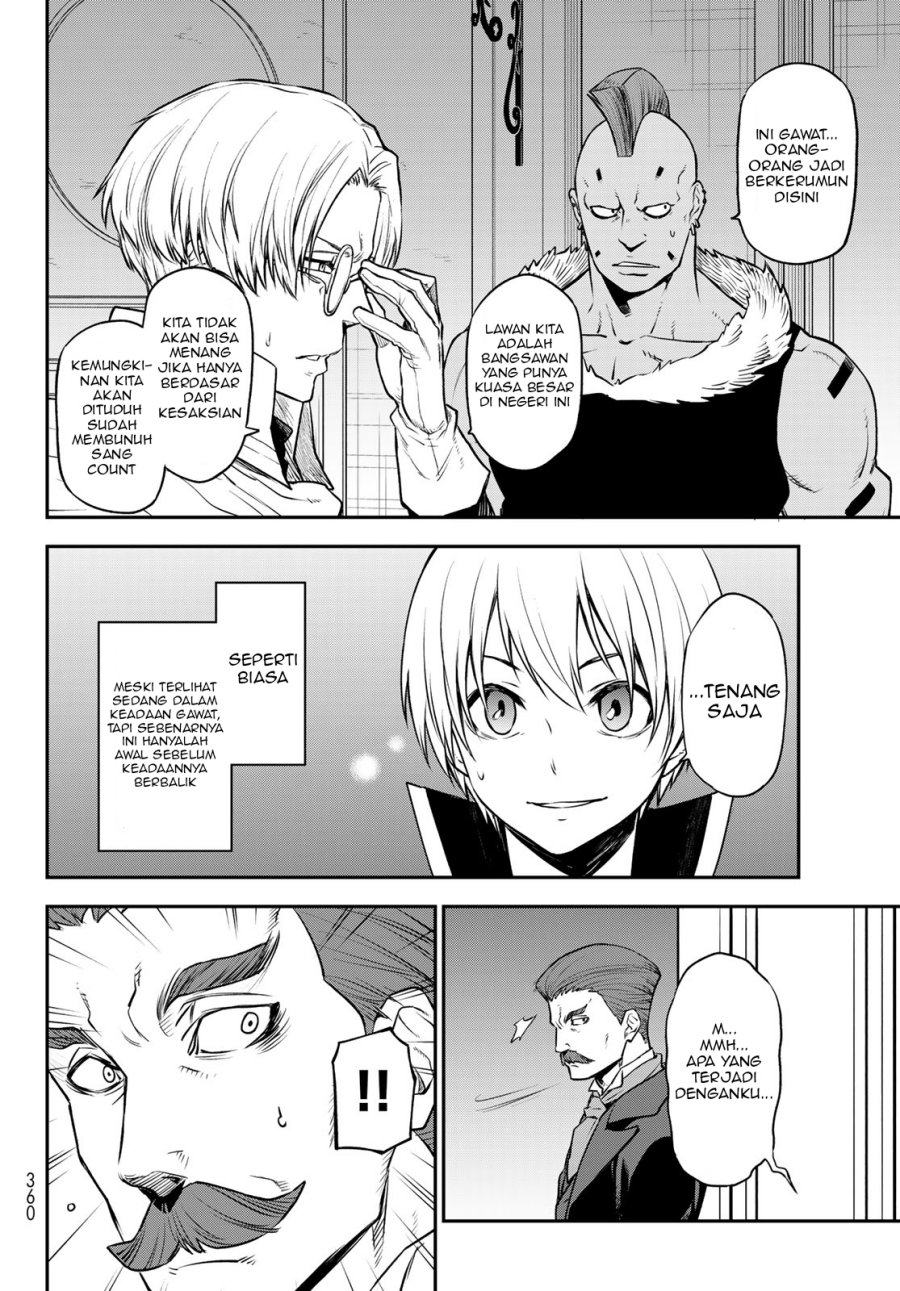 INI GAWAT...
ORANG-
ORANG JADI
BERKERUMUN
DISINI
LAWAN KITA
ADALAH
BANGSAWAN
YANG PUNYA
KUASA BESAR
DI NEGERI INI
KITA TIDAK
AKAN BISA
MENANG
JIKA HANYA
BERDASAR
DARI
KESAKSIAN
KEMUNGKI-
NAN KITA
AKAN
DITUDUH
SUDAH
MEMBUNUH
SANG
COUNT
...TENANG
SAJA
SEPERTI
BIASA
MESKI TERLIHAT
SEDANG DALAM
KEADAAN GAWAT,
TAPI SEBENARNYA
INI HANYALAH
AWAL SEBELUM
KEADAANNYA
BERBALIK
M...
MMH...
APA YANG
TERJADI
DENGANKU...
!!
360